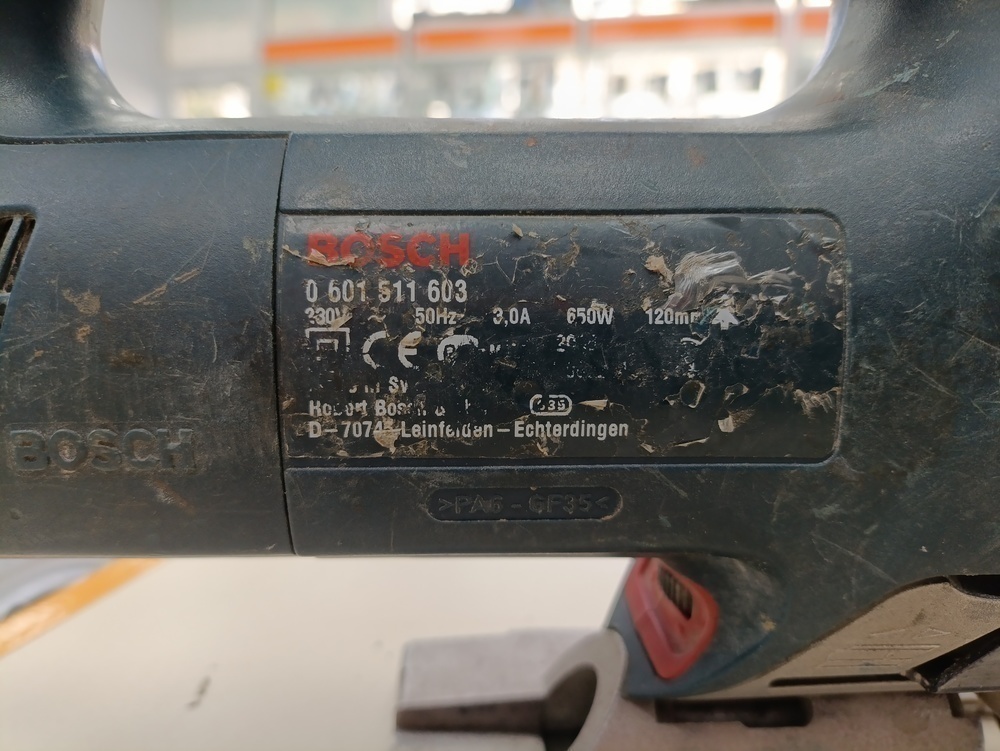 BOSCH
0 601 511 603
230V 50Hz 3,0A 650W 120mm
CE
Robert Bosch
D-7074 Leinfelden-Echterdingen
BOSCH
>PA6-GF35<